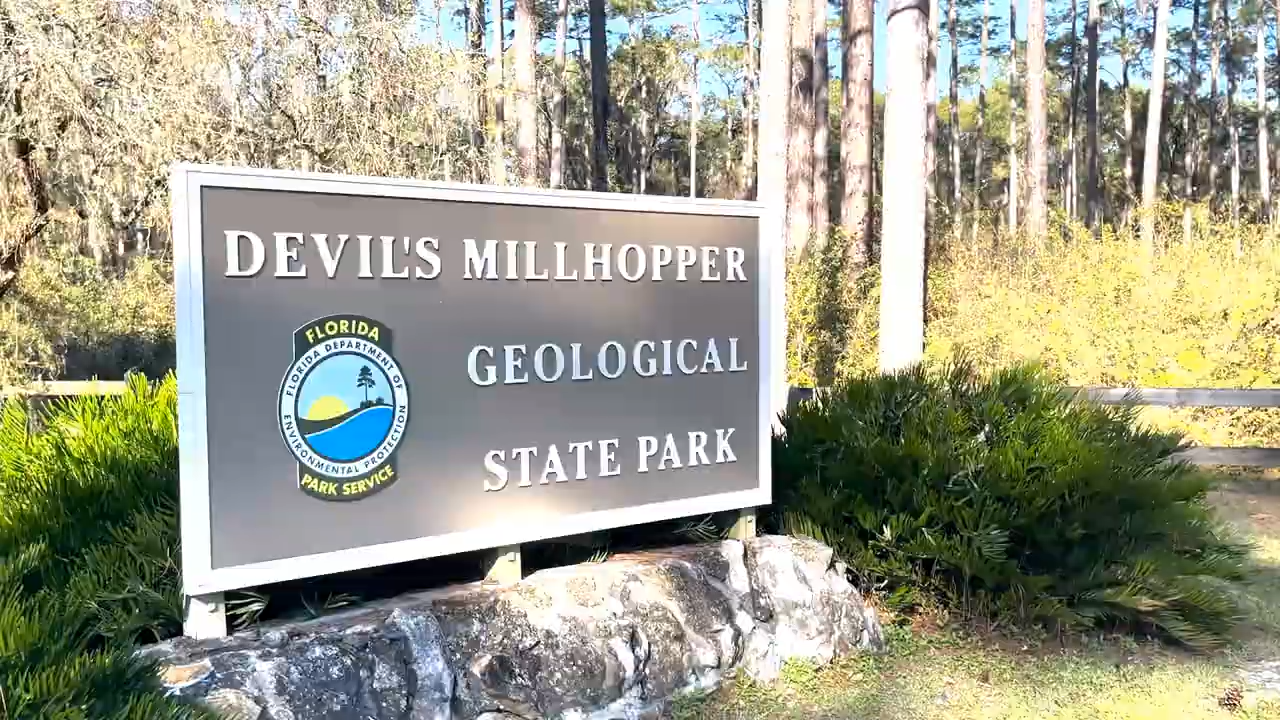 DEVIL'S MILLHOPPER
GEOLOGICAL
STATE PARK
FLORIDA
FLORIDA DEPARTMENT OF
ENVIRONMENTAL PROTECTION
PARK SERVICE